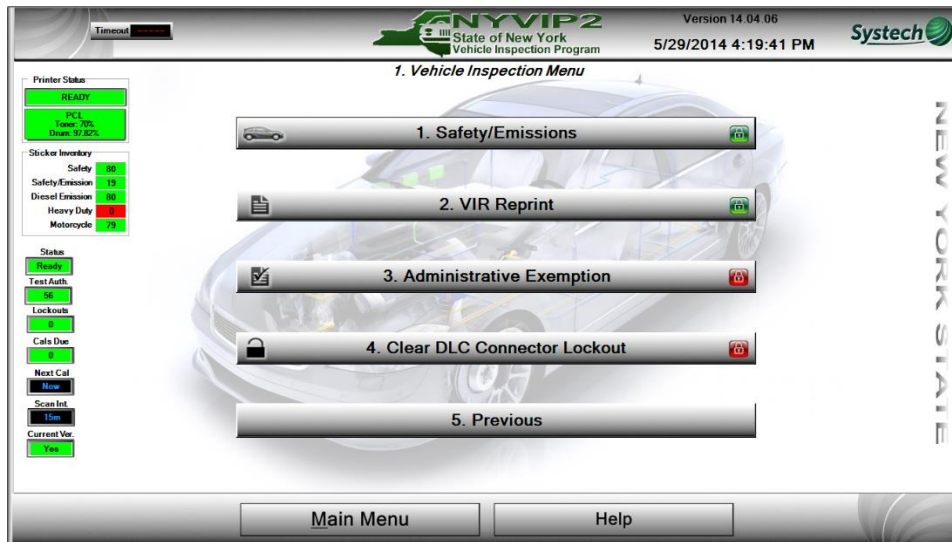 Timeout -----
NYVIP2
State of New York
Vehicle Inspection Program
Version 14.04.06
5/29/2014 4:19:41 PM
Systech
1. Vehicle Inspection Menu
Printer Status
READY
PCL
Toner: 70%
Drum: 97.82%
Sticker Inventory
Safety 80
Safety/Emission 19
Diesel Emission 80
Heavy Duty 0
Motorcycle 79
Status
Ready
Test Auth.
56
Lockouts
0
Cals Due
0
Next Cal
Now
Scan Int.
15m
Current Ver.
Yes
1. Safety/Emissions
2. VIR Reprint
3. Administrative Exemption
4. Clear DLC Connector Lockout
5. Previous
NEW YORK STATE
Main Menu
Help